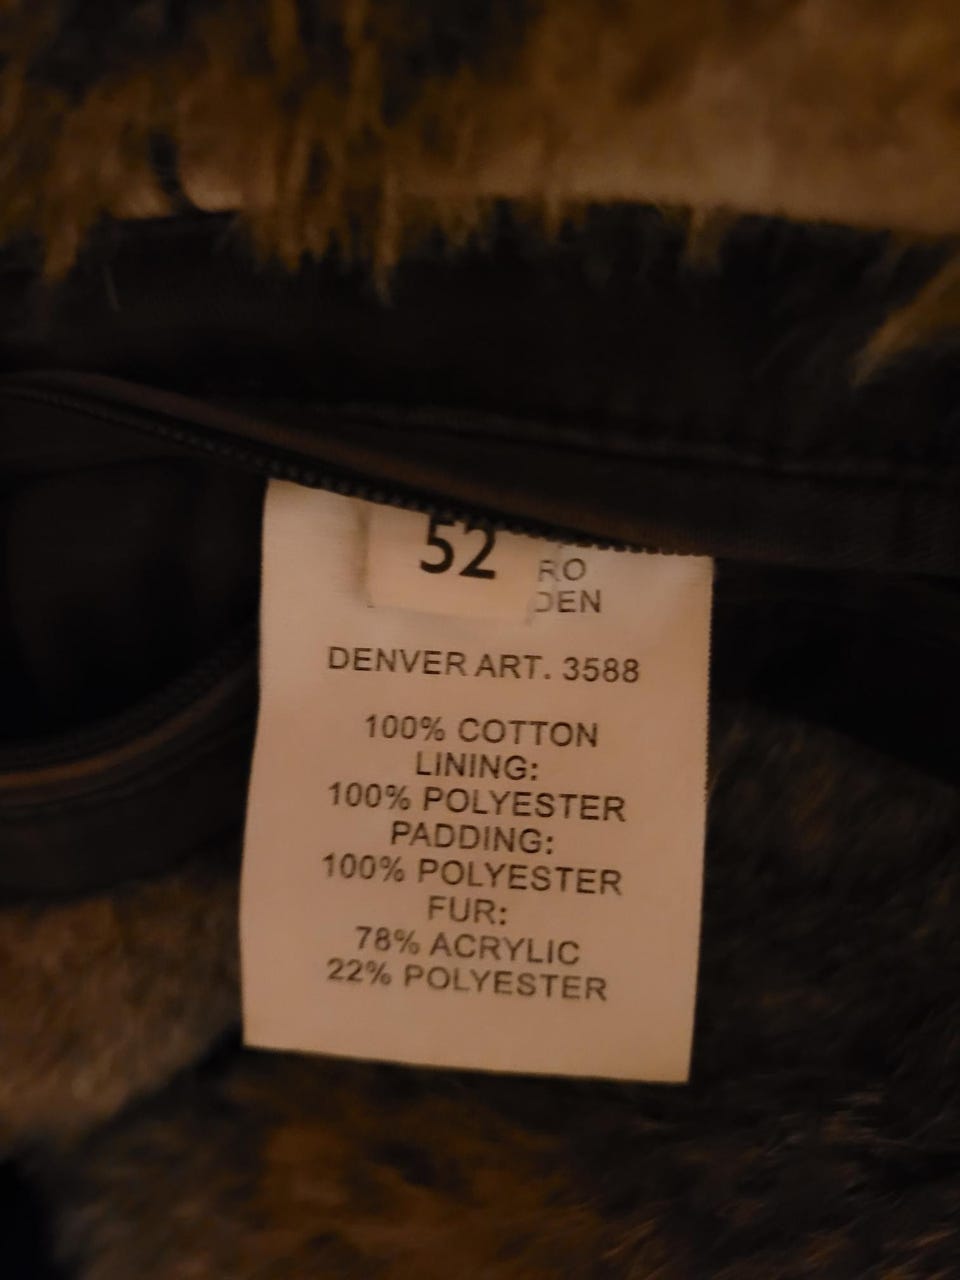 52
RO
DEN
DENVER ART. 3588
100% COTTON
LINING:
100% POLYESTER
PADDING:
100% POLYESTER
FUR:
78% ACRYLIC
22% POLYESTER